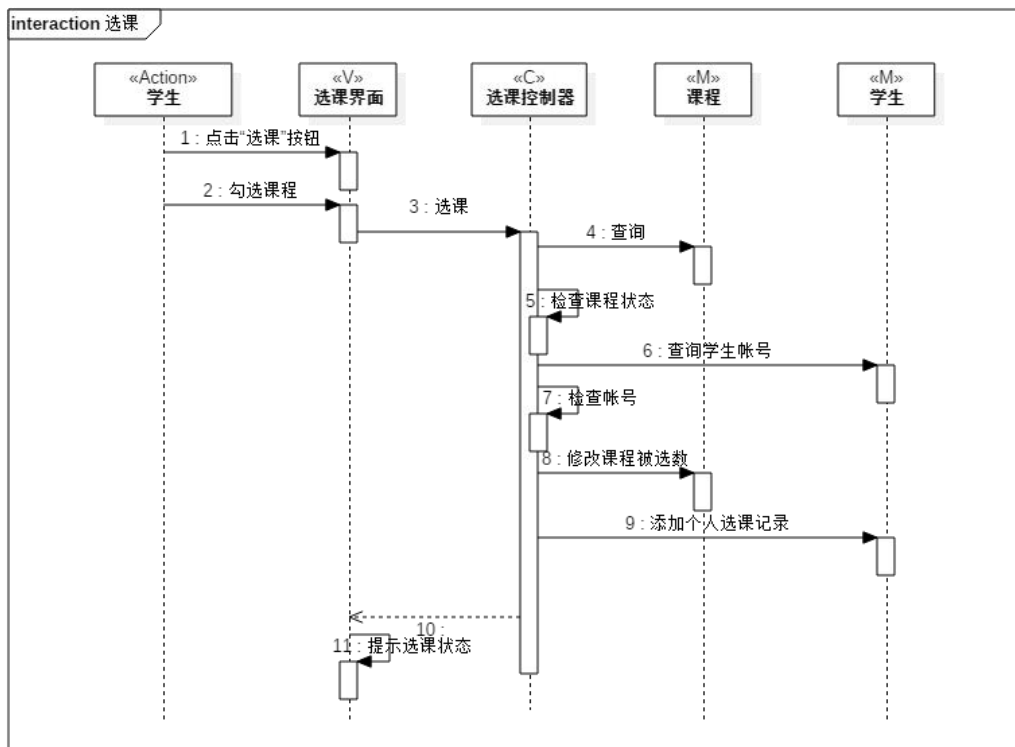 interaction 选课
«Action»
学生
«V»
选课界面
«C»
选课控制器
«M»
课程
«M»
学生
1 : 点击“选课”按钮
2 : 勾选课程
3 : 选课
4 : 查询
5 : 检查课程状态
6 : 查询学生帐号
7 : 检查帐号
8 : 修改课程被选数
9 : 添加个人选课记录
10 :
11 : 提示选课状态